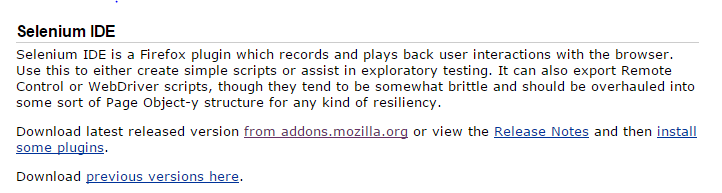 Selenium IDE
Selenium IDE is a Firefox plugin which records and plays back user interactions with the browser.
Use this to either create simple scripts or assist in exploratory testing. It can also export Remote
Control or WebDriver scripts, though they tend to be somewhat brittle and should be overhauled into
some sort of Page Object-y structure for any kind of resiliency.
Download latest released version from addons.mozilla.org or view the Release Notes and then install
some plugins.
Download previous versions here.